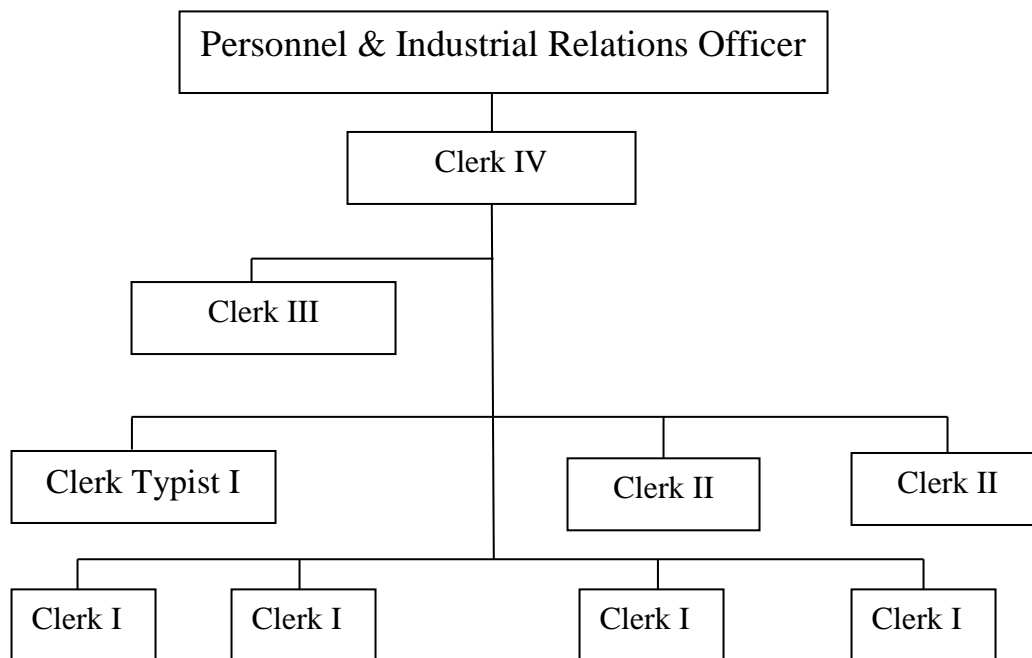 Personnel & Industrial Relations Officer
Clerk IV
Clerk III
Clerk Typist I
Clerk II
Clerk II
Clerk I
Clerk I
Clerk I
Clerk I